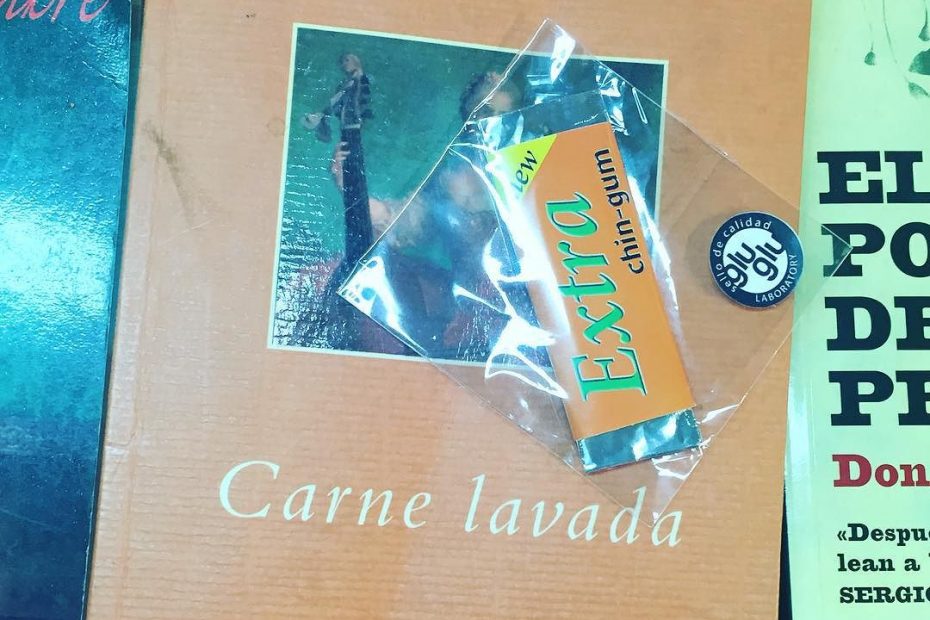 Carne lavada
new
Extra
chin-gum
sello de calidad
glu
glu
LABORATORY
EL
PO
DE
Don
«Despu
lean a
SERGIO